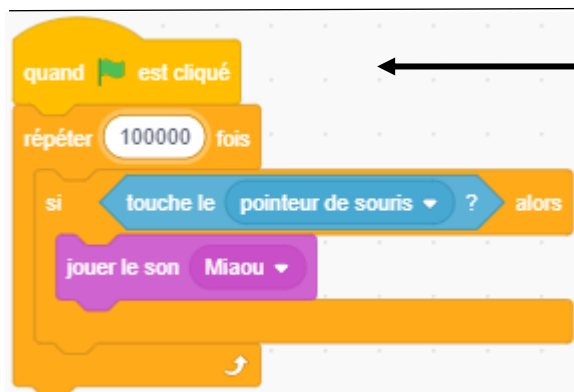 quand est cliqué
répéter 100000 fois
si touche le pointeur de souris ? alors
jouer le son Miaou